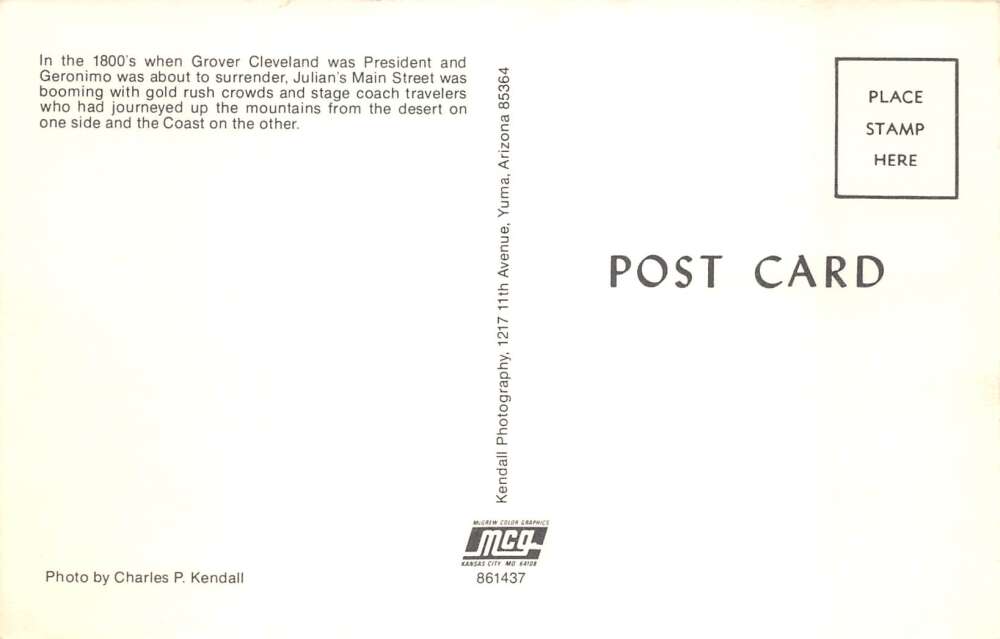 In the 1800's when Grover Cleveland was President and
Geronimo was about to surrender, Julian's Main Street was
booming with gold rush crowds and stage coach travelers
who had journeyed up the mountains from the desert on
one side and the Coast on the other.
Kendall Photography, 1217 11th Avenue, Yuma, Arizona 85364
PLACE
STAMP
HERE
POST CARD
McGREW COLOR GRAPHICS
mcg
KANSAS CITY MO 64108
861437
Photo by Charles P. Kendall